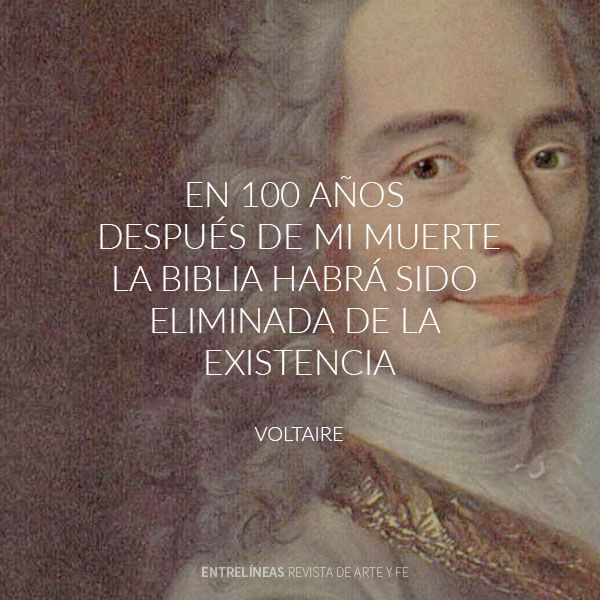 EN 100 AÑOS
DESPUÉS DE MI MUERTE
LA BIBLIA HABRÁ SIDO
ELIMINADA DE LA
EXISTENCIA
VOLTAIRE
ENTRELÍNEAS REVISTA DE ARTE Y FE